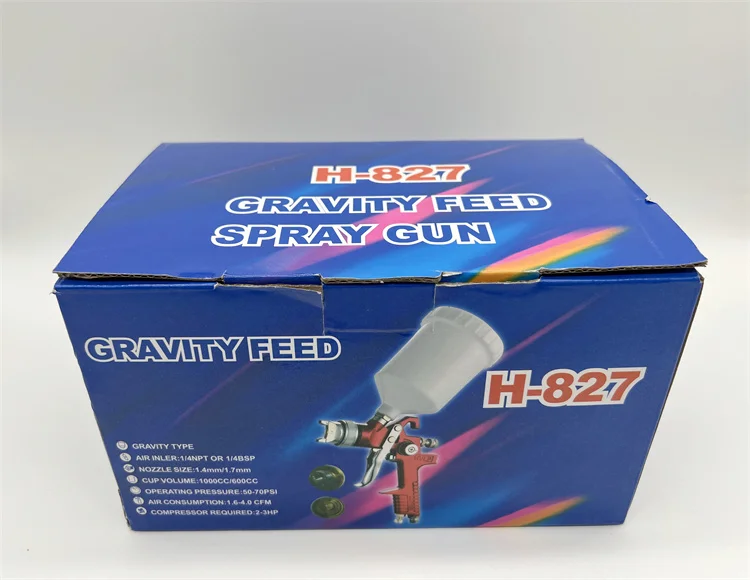 H-827
GRAVITY FEED
SPRAY GUN
GRAVITY FEED
H-827
GRAVITY TYPE
AIR INLER:1/4NPT OR 1/4BSP
NOZZLE SIZE:1.4mm/1.7mm
CUP VOLUME:1000CC/600CC
OPERATING PRESSURE:50-70PSI
AIR CONSUMPTION:1.6-4.0 CFM
COMPRESSOR REQUIRED:2-3HP